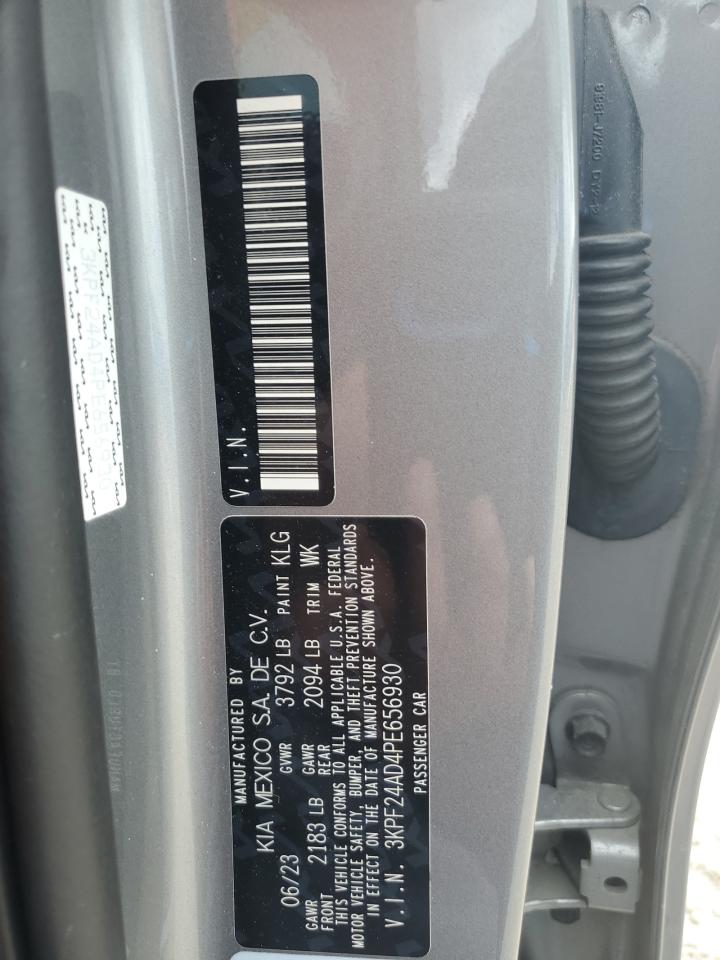 V.I.N.
MANUFACTURED BY
KIA MEXICO S.A. DE C.V.
06/23 GVWR 3792 LB PAINT KLG
GAWR FRONT 2183 LB GAWR REAR 2094 LB TRIM WK
THIS VEHICLE CONFORMS TO ALL APPLICABLE U.S.A. FEDERAL
MOTOR VEHICLE SAFETY, BUMPER, AND THEFT PREVENTION STANDARDS
IN EFFECT ON THE DATE OF MANUFACTURE SHOWN ABOVE.
V.I.N. 3KPF24AD4PE656930
PASSENGER CAR
3KPF24AD4PE656930